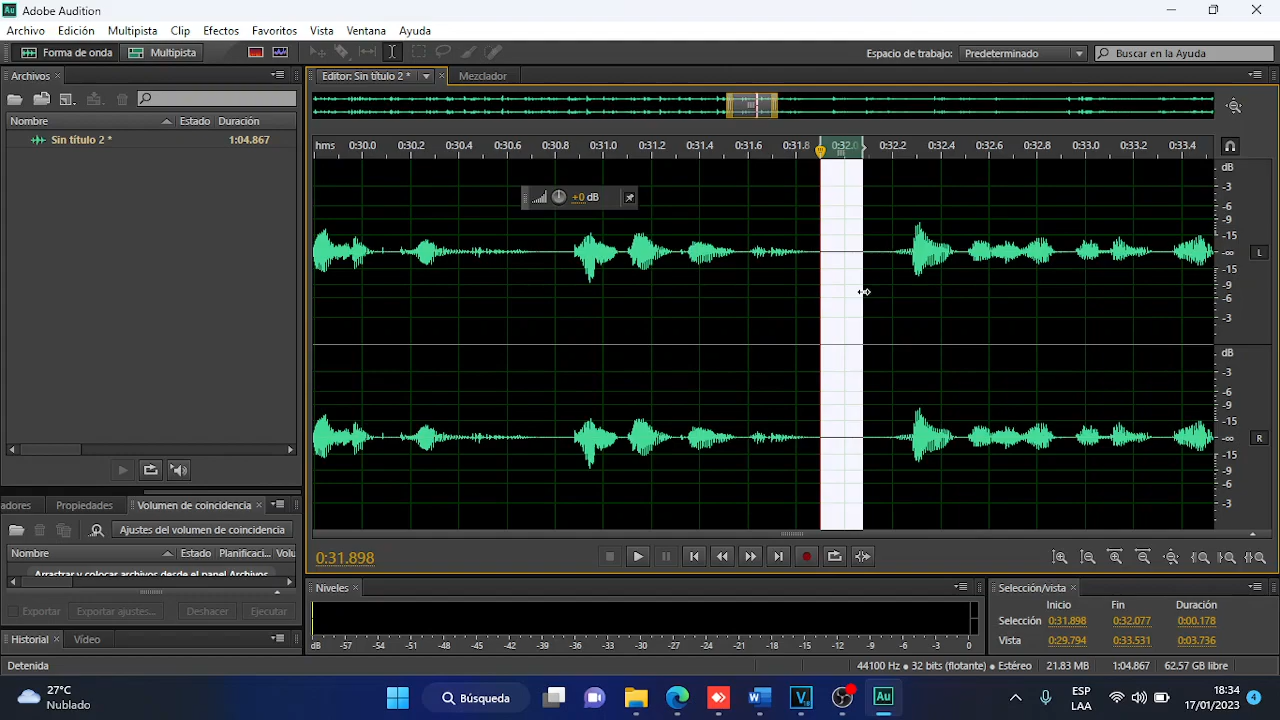 Adobe Audition
Archivo Edición Multipista Clip Efectos Favoritos Vista Ventana Ayuda
Forma de onda Multipista Espacio de trabajo: Predeterminado Buscar en la Ayuda
Archivos Editor: Sin título 2 * Mezclador
Nombre Estado Duración
Sin título 2 * 1:04.867
hms 0:30.0 0:30.2 0:30.4 0:30.6 0:30.8 0:31.0 0:31.2 0:31.4 0:31.6 0:31.8 0:32.0 0:32.2 0:32.4 0:32.6 0:32.8 0:33.0 0:33.2 0:33.4
dB
-3
-6
-9
-15
-∞ L
-15
-9
-6
-3
+0 dB
dB
-3
-6
-9
-15
-∞ R
-15
-9
-6
-3
adores Propiedades Volumen de coincidencia
Ajustes del volumen de coincidencia
Nombre Estado Planificaci... Volu
Arrastrar y colocar archivos desde el panel Archivos
Exportar Exportar ajustes... Deshacer Ejecutar
Historial Vídeo
0:31.898
Niveles
dB -57 -54 -51 -48 -45 -42 -39 -36 -33 -30 -27 -24 -21 -18 -15 -12 -9 -6 -3 0
Selección/vista
Inicio Fin Duración
Selección 0:31.898 0:32.077 0:00.178
Vista 0:29.794 0:33.531 0:03.736
Detenida 44100 Hz • 32 bits (flotante) • Estéreo 21.83 MB 1:04.867 62.57 GB libre
27°C
Nublado
Búsqueda
Au
ESP
LAA
18:32
17/01/2023
4